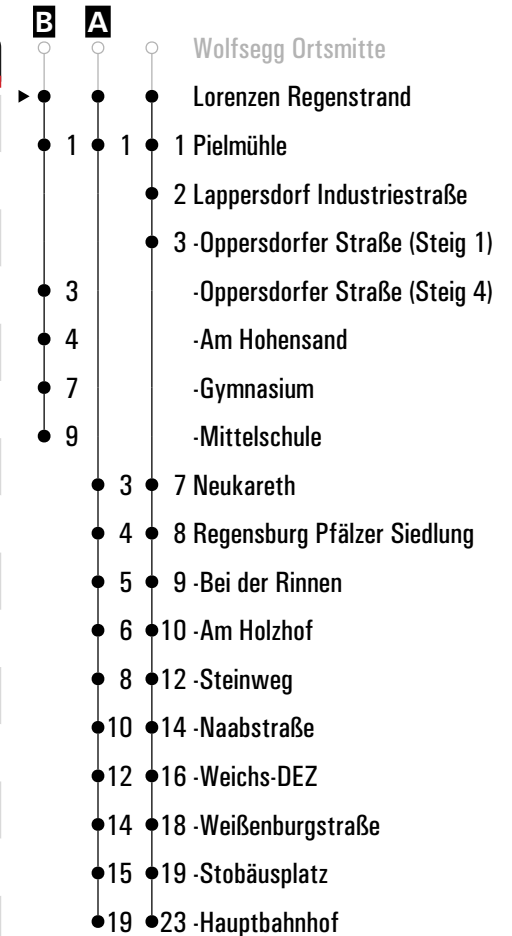 B A
Wolfsegg Ortsmitte
Lorenzen Regenstrand
1 1 1 Pielmühle
2 Lappersdorf Industriestraße
3 -Oppersdorfer Straße (Steig 1)
3 -Oppersdorfer Straße (Steig 4)
4 -Am Hohensand
7 -Gymnasium
9 -Mittelschule
3 7 Neukareth
4 8 Regensburg Pfälzer Siedlung
5 9 -Bei der Rinnen
6 10 -Am Holzhof
8 12 -Steinweg
10 14 -Naabstraße
12 16 -Weichs-DEZ
14 18 -Weißenburgstraße
15 19 -Stobäusplatz
19 23 -Hauptbahnhof